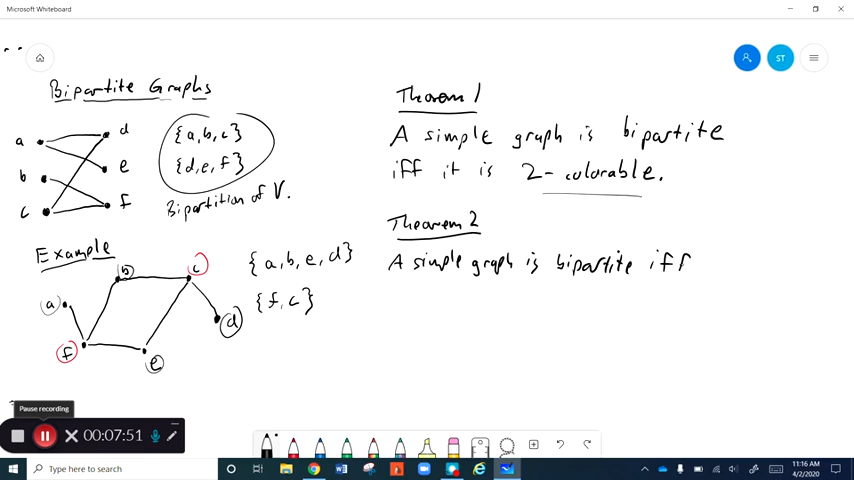 Microsoft Whiteboard
ST
Bipartite Graphs
a
b
c
d
e
f
{a,b,c}
{d,e,f}
Bipartition of V.
Example
a
b
c
d
e
f
{a,b,e,d}
{f,c}
Theorem 1
A simple graph is bipartite
iff it is 2-colorable.
Theorem 2
A simple graph is bipartite iff
Pause recording
00:07:51
Type here to search
11:16 AM
4/2/2020